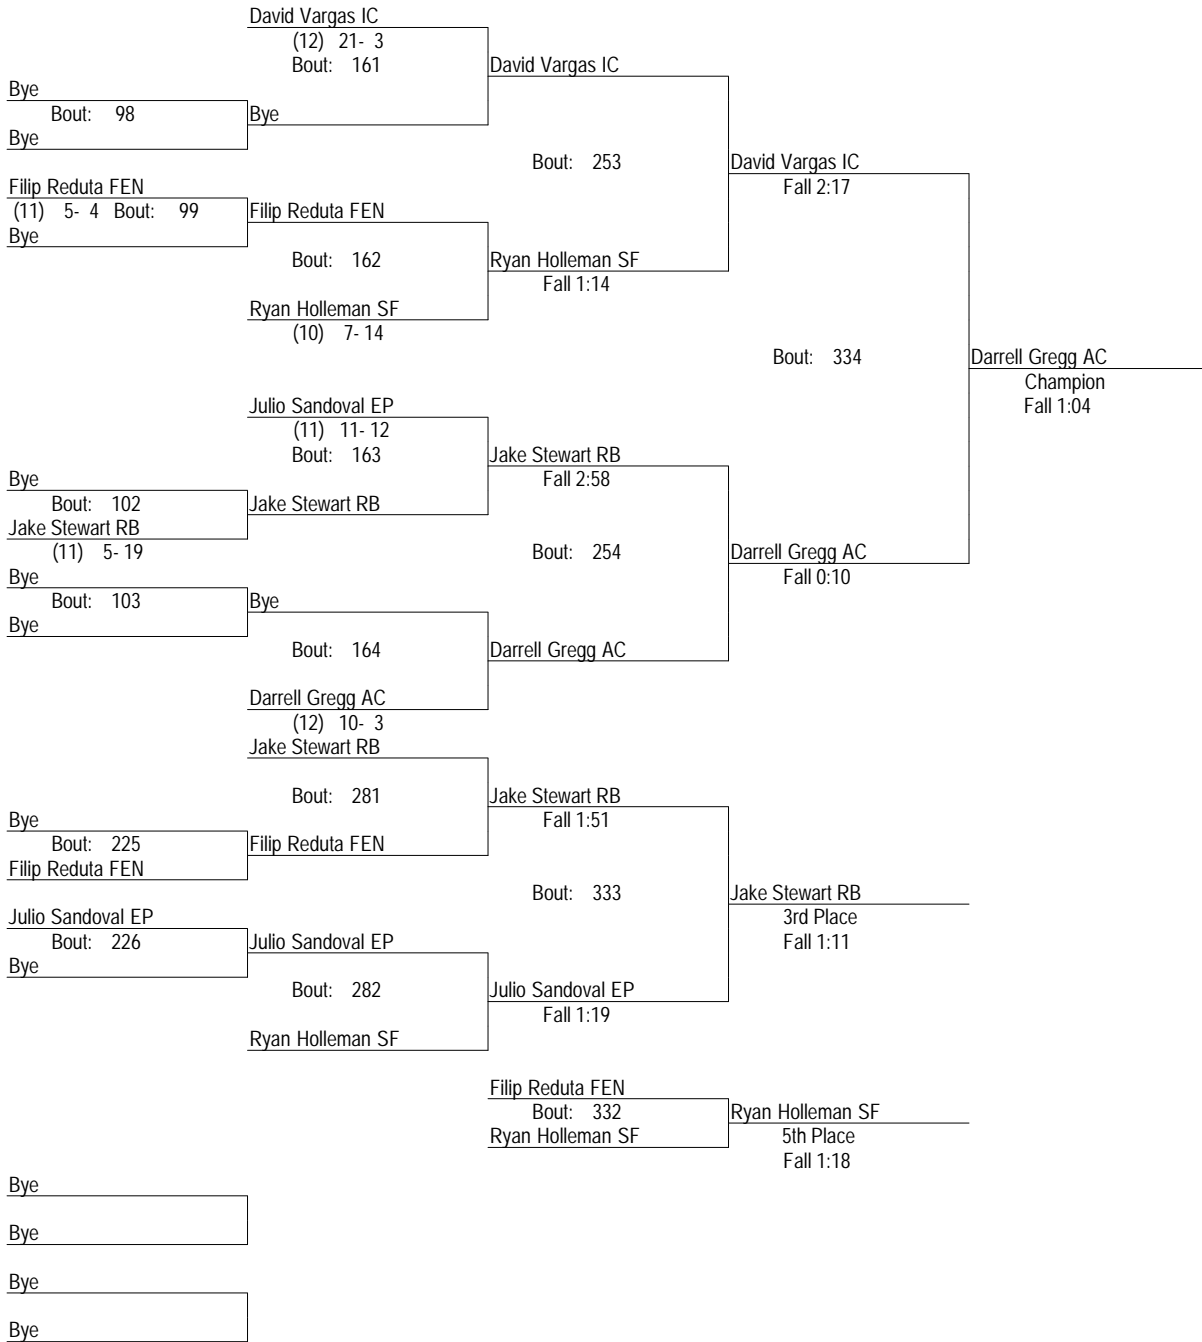 David Vargas IC
(12) 21- 3
Bout: 161
David Vargas IC
Bye
Bout: 98
Bye
Bye
Bout: 253
David Vargas IC
Fall 2:17
Filip Reduta FEN
(11) 5- 4 Bout: 99
Filip Reduta FEN
Bye
Bout: 162
Ryan Holleman SF
Fall 1:14
Ryan Holleman SF
(10) 7- 14
Bout: 334
Darrell Gregg AC
Champion
Fall 1:04
Julio Sandoval EP
(11) 11- 12
Bout: 163
Jake Stewart RB
Fall 2:58
Bye
Bout: 102
Jake Stewart RB
Jake Stewart RB
(11) 5- 19
Bout: 254
Darrell Gregg AC
Fall 0:10
Bye
Bout: 103
Bye
Bye
Bout: 164
Darrell Gregg AC
Darrell Gregg AC
(12) 10- 3
Jake Stewart RB
Bout: 281
Jake Stewart RB
Fall 1:51
Bye
Bout: 225
Filip Reduta FEN
Filip Reduta FEN
Bout: 333
Jake Stewart RB
3rd Place
Fall 1:11
Julio Sandoval EP
Bout: 226
Julio Sandoval EP
Bye
Bout: 282
Julio Sandoval EP
Fall 1:19
Ryan Holleman SF
Filip Reduta FEN
Bout: 332
Ryan Holleman SF
Ryan Holleman SF
5th Place
Fall 1:18
Bye
Bye
Bye
Bye